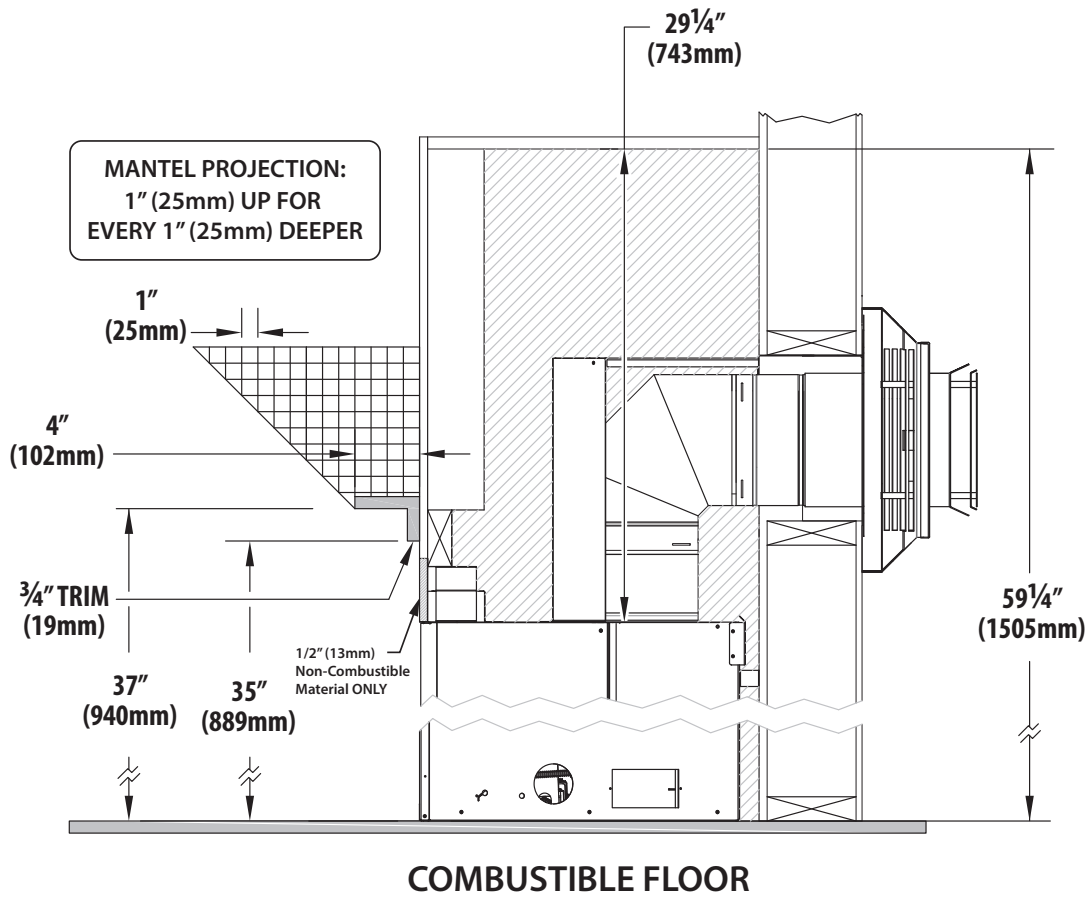 29¼"
(743mm)
MANTEL PROJECTION:
1" (25mm) UP FOR
EVERY 1" (25mm) DEEPER
1"
(25mm)
4"
(102mm)
¾" TRIM
(19mm)
1/2" (13mm)
Non-Combustible
Material ONLY
37"
(940mm)
35"
(889mm)
59¼"
(1505mm)
COMBUSTIBLE FLOOR